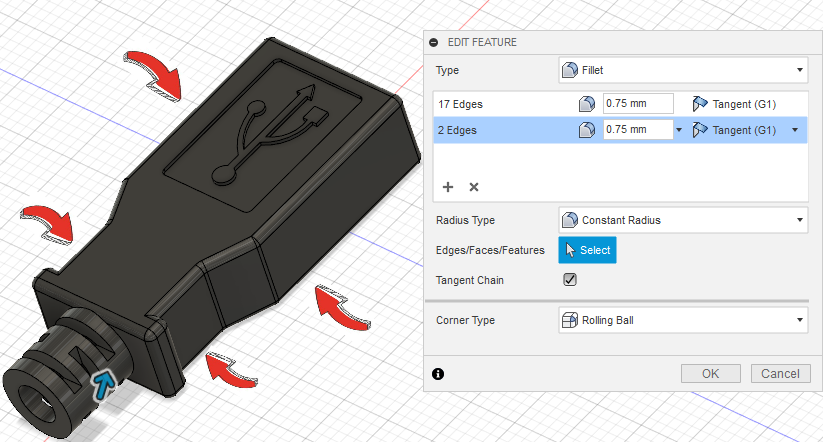 EDIT FEATURE
Type Fillet
17 Edges 0.75 mm Tangent (G1)
2 Edges 0.75 mm Tangent (G1)
Radius Type Constant Radius
Edges/Faces/Features Select
Tangent Chain
Corner Type Rolling Ball
OK Cancel